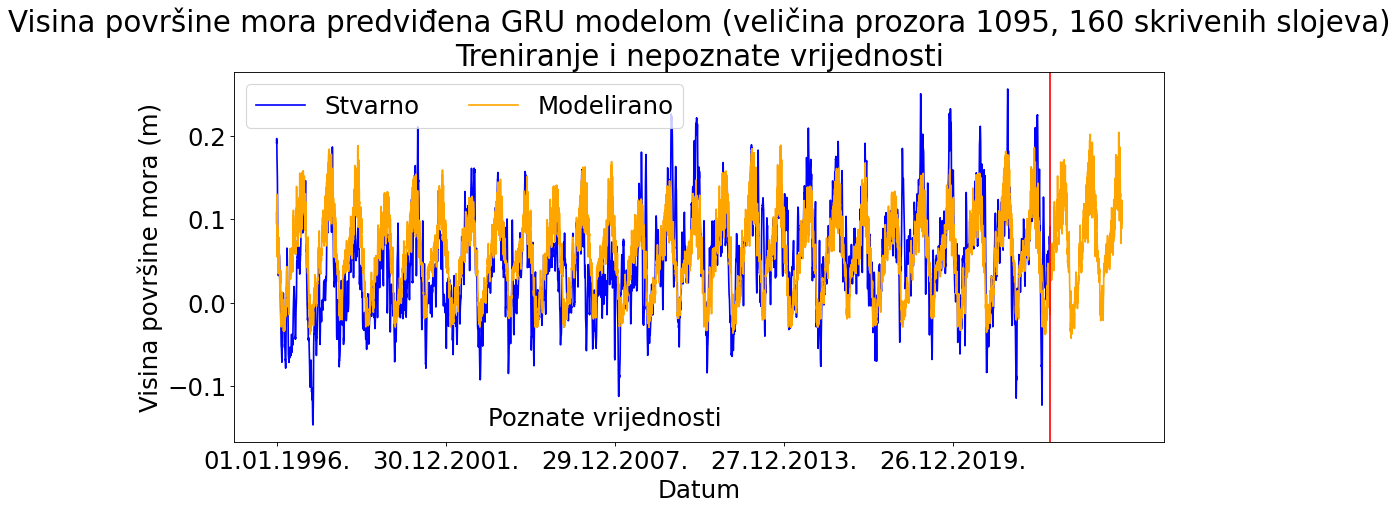 Visina površine mora predviđena GRU modelom (veličina prozora 1095, 160 skrivenih slojeva)
Treniranje i nepoznate vrijednosti
Stvarno
Modelirano
Visina površine mora (m)
0.2
0.1
0.0
−0.1
Poznate vrijednosti
01.01.1996.
30.12.2001.
29.12.2007.
27.12.2013.
26.12.2019.
Datum